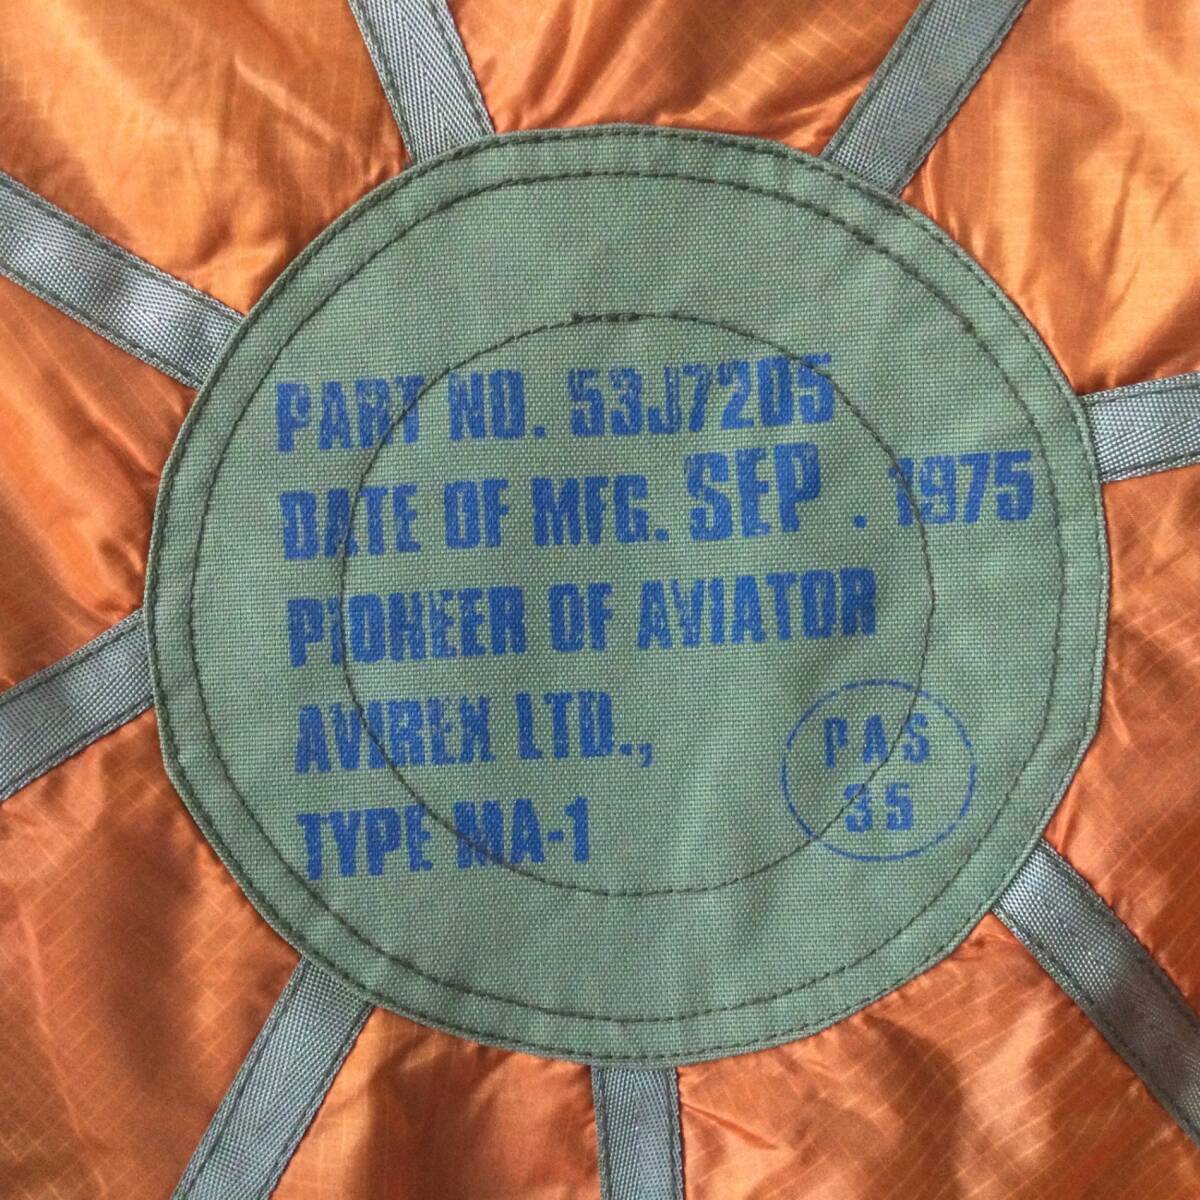 PART NO. 53J7205
DATE OF MFG. SEP. 1975
PIONEER OF AVIATOR
AVIREX LTD.,
TYPE MA-1
PAS
35